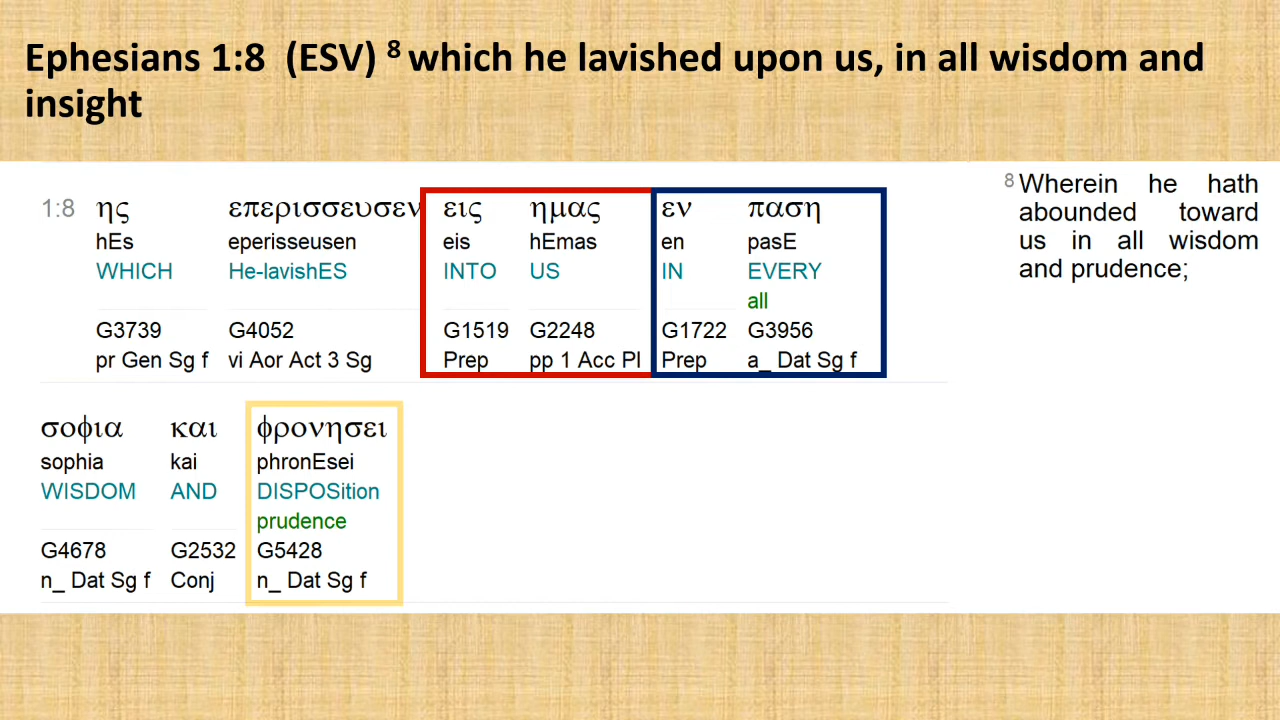 Ephesians 1:8 (ESV) 8 which he lavished upon us, in all wisdom and
insight
1:8 ης επερισσευσεν εις ημας εν παση
hEs eperisseusen eis hEmas en pasE
WHICH He-lavishES INTO US IN EVERY
all
G3739 G4052 G1519 G2248 G1722 G3956
pr Gen Sg f vi Aor Act 3 Sg Prep pp 1 Acc Pl Prep a_ Dat Sg f
σοφια και φρονησει
sophia kai phronEsei
WISDOM AND DISPOSition
prudence
G4678 G2532 G5428
n_ Dat Sg f Conj n_ Dat Sg f
8 Wherein he hath
abounded toward
us in all wisdom
and prudence;